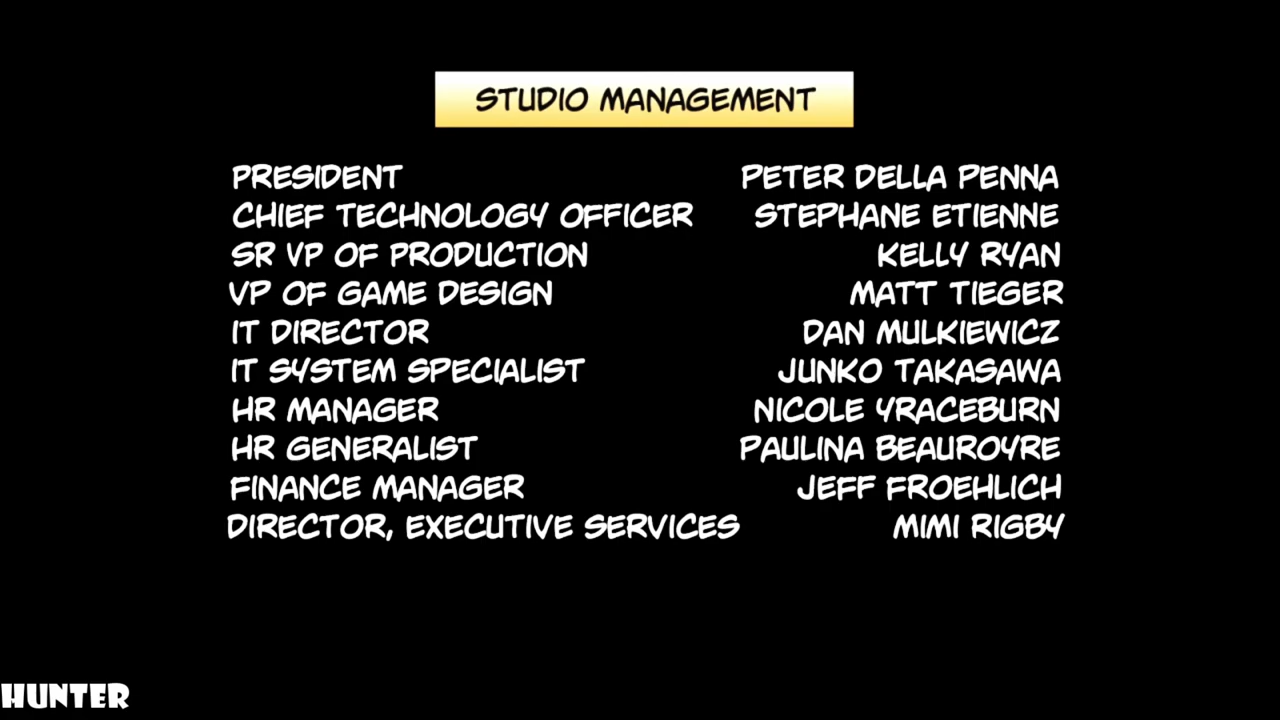 STUDIO MANAGEMENT
PRESIDENT PETER DELLA PENNA
CHIEF TECHNOLOGY OFFICER STEPHANE ETIENNE
SR VP OF PRODUCTION KELLY RYAN
VP OF GAME DESIGN MATT TIEGER
IT DIRECTOR DAN MULKIEWICZ
IT SYSTEM SPECIALIST JUNKO TAKASAWA
HR MANAGER NICOLE YRACEBURN
HR GENERALIST PAULINA BEAUROYRE
FINANCE MANAGER JEFF FROEHLICH
DIRECTOR, EXECUTIVE SERVICES MIMI RIGBY
HUNTER